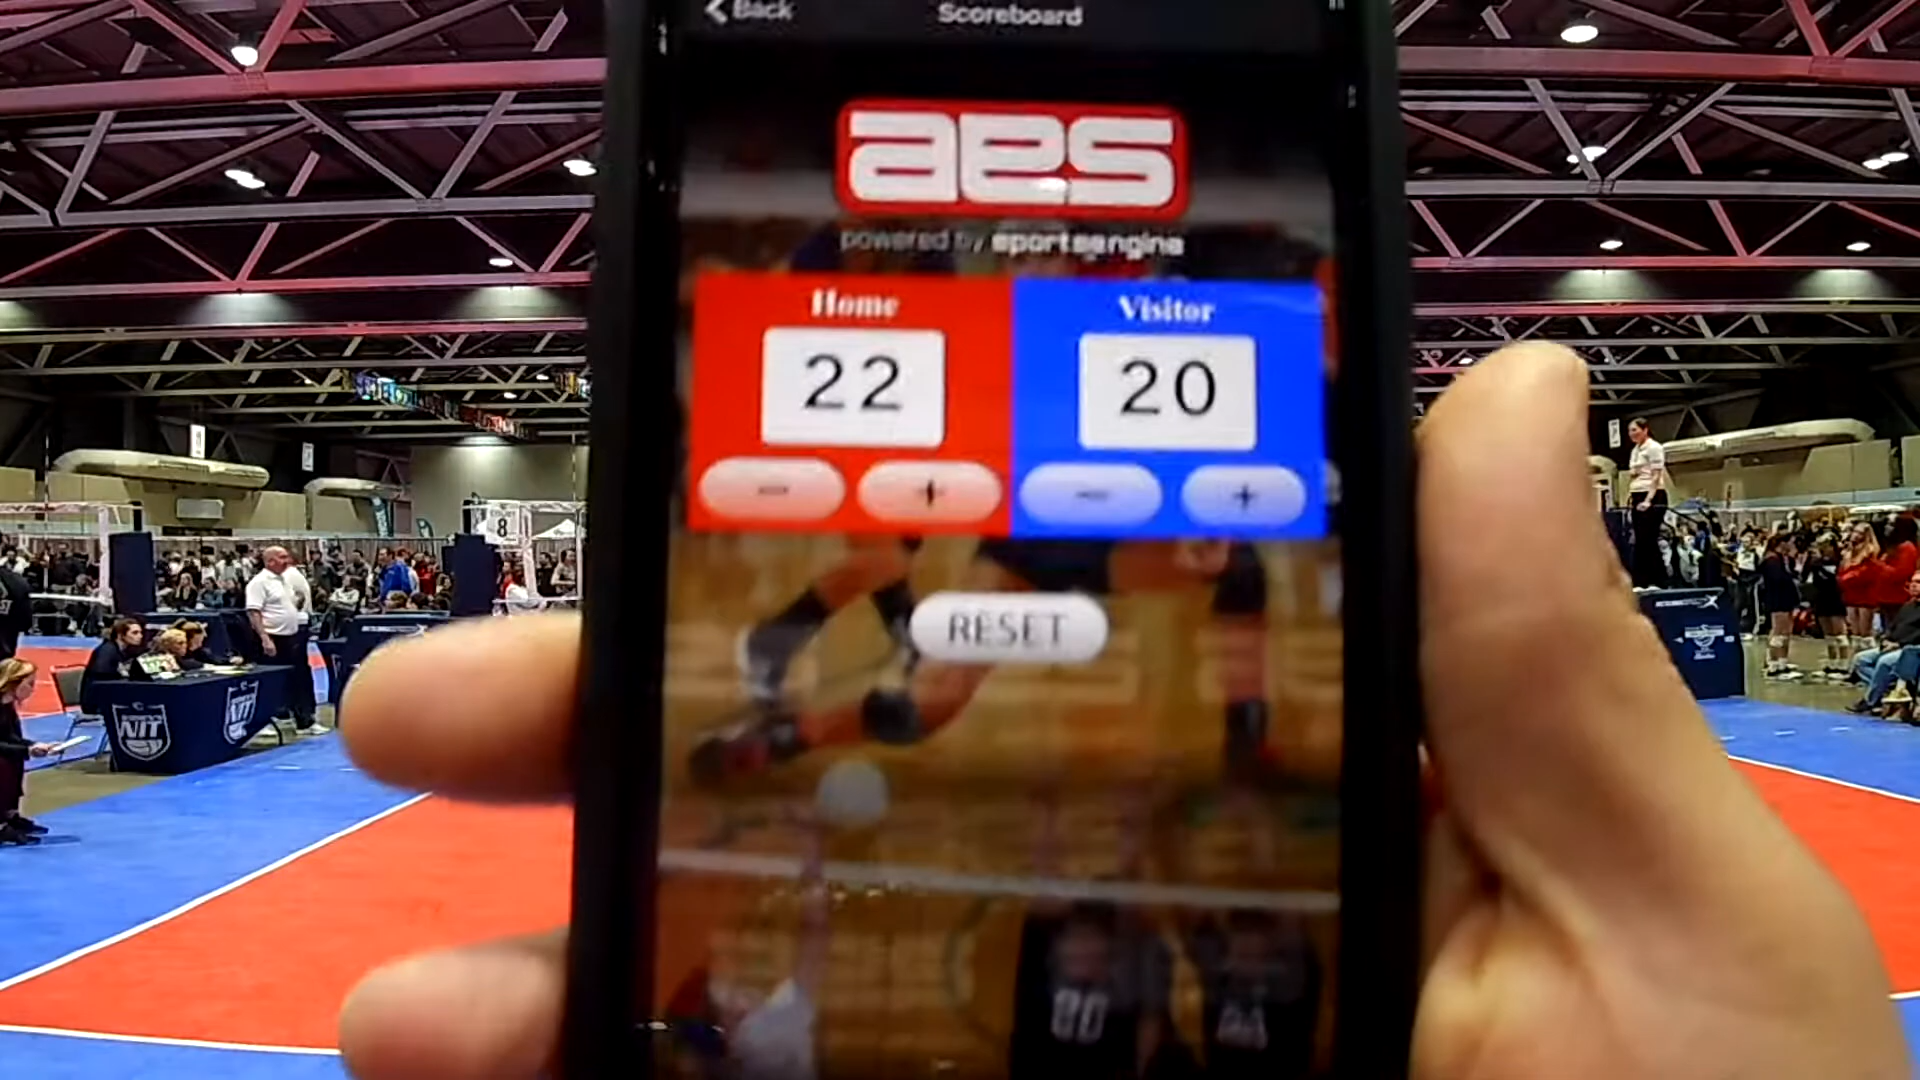 Back
Scoreboard
aes
powered by sportsengine
Home
Visitor
22
20
-
+
-
+
RESET
8
NIT
NIT